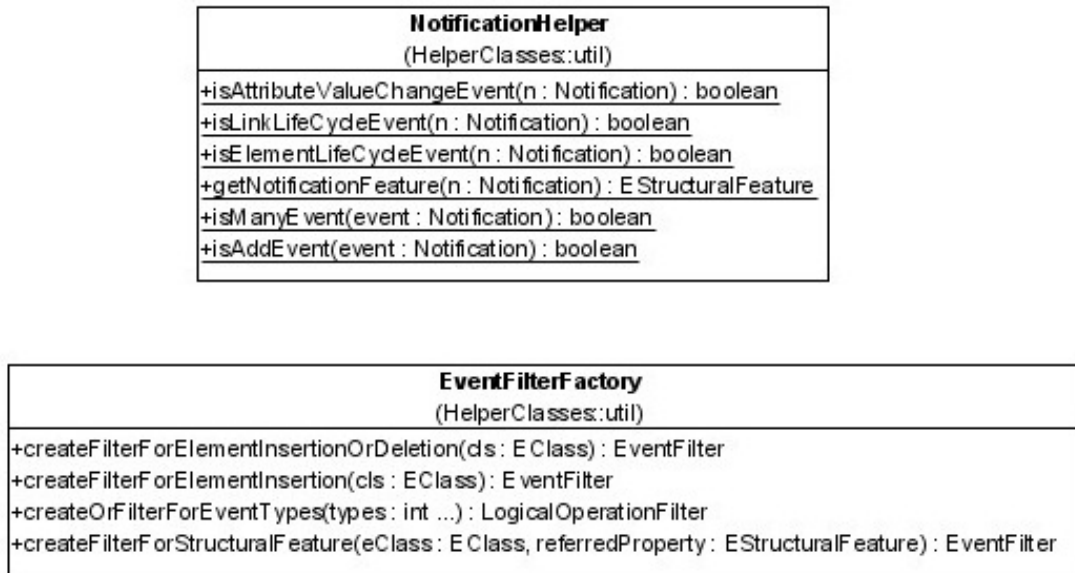 NotificationHelper
(HelperClasses::util)
+isAttributeValueChangeEvent(n : Notification) : boolean
+isLinkLifeCycleEvent(n : Notification) : boolean
+isElementLifeCycleEvent(n : Notification) : boolean
+getNotificationFeature(n : Notification) : EStructuralFeature
+isManyEvent(event : Notification) : boolean
+isAddEvent(event : Notification) : boolean
EventFilterFactory
(HelperClasses::util)
+createFilterForElementInsertionOrDeletion(cls : EClass) : EventFilter
+createFilterForElementInsertion(cls : EClass) : EventFilter
+createOrFilterForEventTypes(types : int ...) : LogicalOperationFilter
+createFilterForStructuralFeature(eClass : EClass, referredProperty : EStructuralFeature) : EventFilter